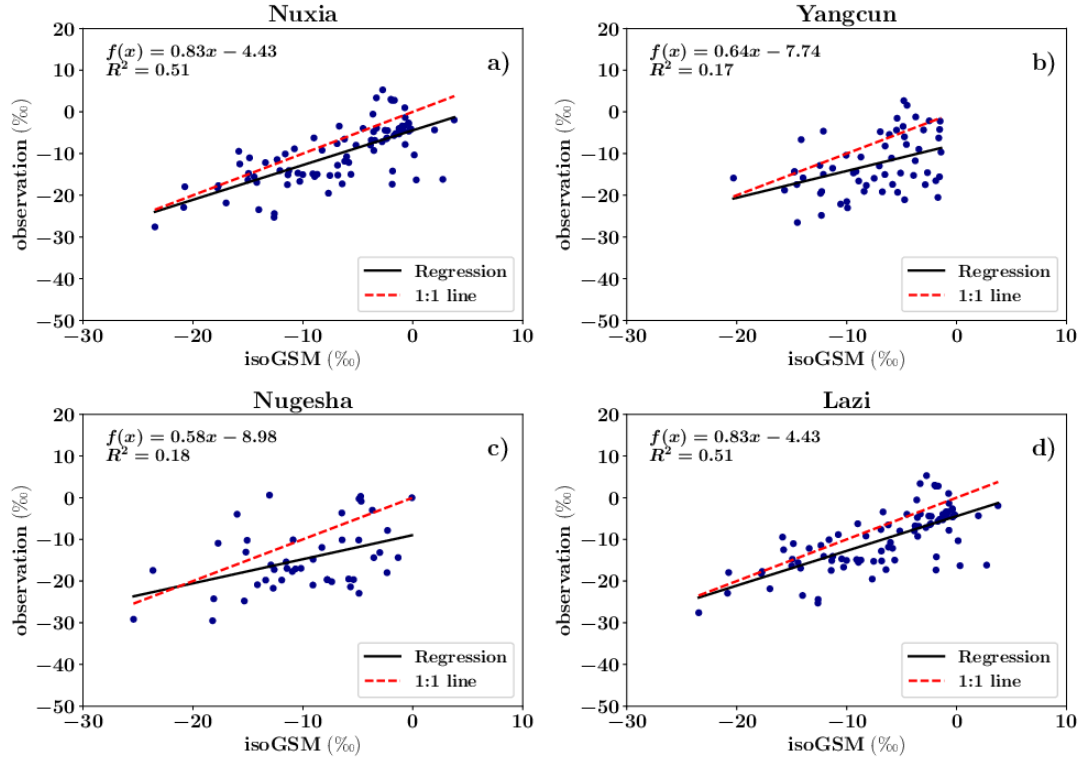 Nuxia
f(x) = 0.83x − 4.43
R² = 0.51
a)
20
10
0
−10
−20
−30
−40
−50
observation (‰)
Regression
1:1 line
−30
−20
−10
0
10
isoGSM (‰)
Yangcun
f(x) = 0.64x − 7.74
R² = 0.17
b)
20
10
0
−10
−20
−30
−40
−50
observation (‰)
Regression
1:1 line
−30
−20
−10
0
10
isoGSM (‰)
Nugesha
f(x) = 0.58x − 8.98
R² = 0.18
c)
20
10
0
−10
−20
−30
−40
−50
observation (‰)
Regression
1:1 line
−30
−20
−10
0
10
isoGSM (‰)
Lazi
f(x) = 0.83x − 4.43
R² = 0.51
d)
20
10
0
−10
−20
−30
−40
−50
observation (‰)
Regression
1:1 line
−30
−20
−10
0
10
isoGSM (‰)